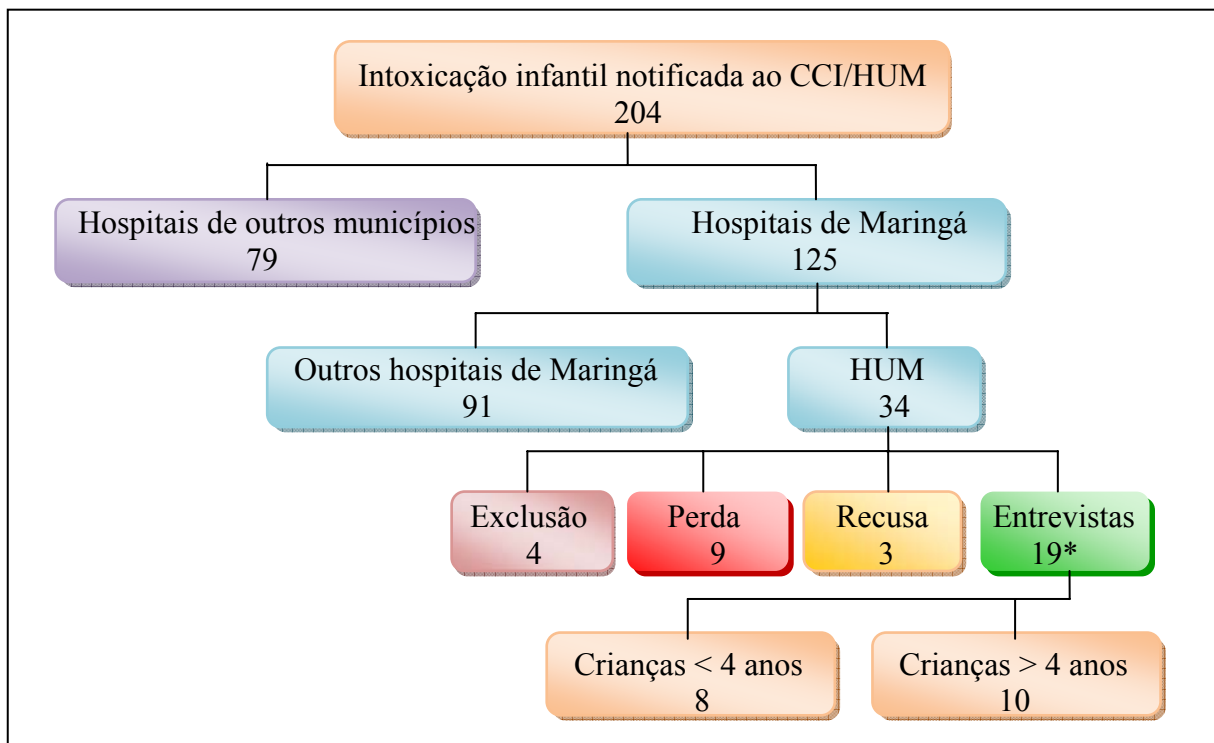 Intoxicação infantil notificada ao CCI/HUM
204
Hospitais de outros municípios
79
Hospitais de Maringá
125
Outros hospitais de Maringá
91
HUM
34
Exclusão
4
Perda
9
Recusa
3
Entrevistas
19*
Crianças < 4 anos
8
Crianças > 4 anos
10